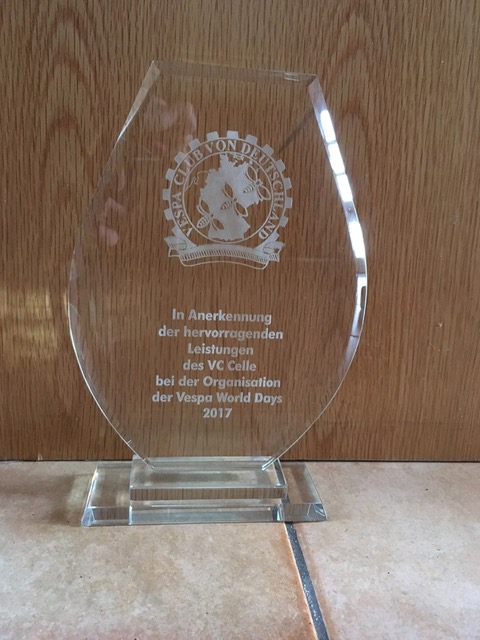 VESPA CLUB VON DEUTSCHLAND
In Anerkennung
der hervorragenden
Leistungen
des VC Celle
bei der Organisation
der Vespa World Days
2017